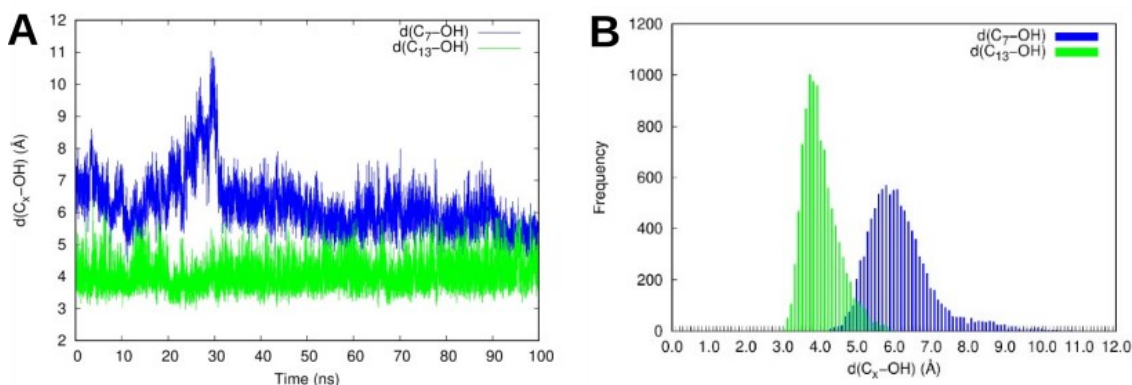 A
d(C₇−OH)
d(C₁₃−OH)
12
11
10
9
8
7
6
5
4
3
2
d(Cₓ−OH) (Å)
0 10 20 30 40 50 60 70 80 90 100
Time (ns)
B
d(C₇−OH)
d(C₁₃−OH)
1200
1000
800
600
400
200
0
Frequency
0.0 1.0 2.0 3.0 4.0 5.0 6.0 7.0 8.0 9.0 10.0 11.0 12.0
d(Cₓ−OH) (Å)